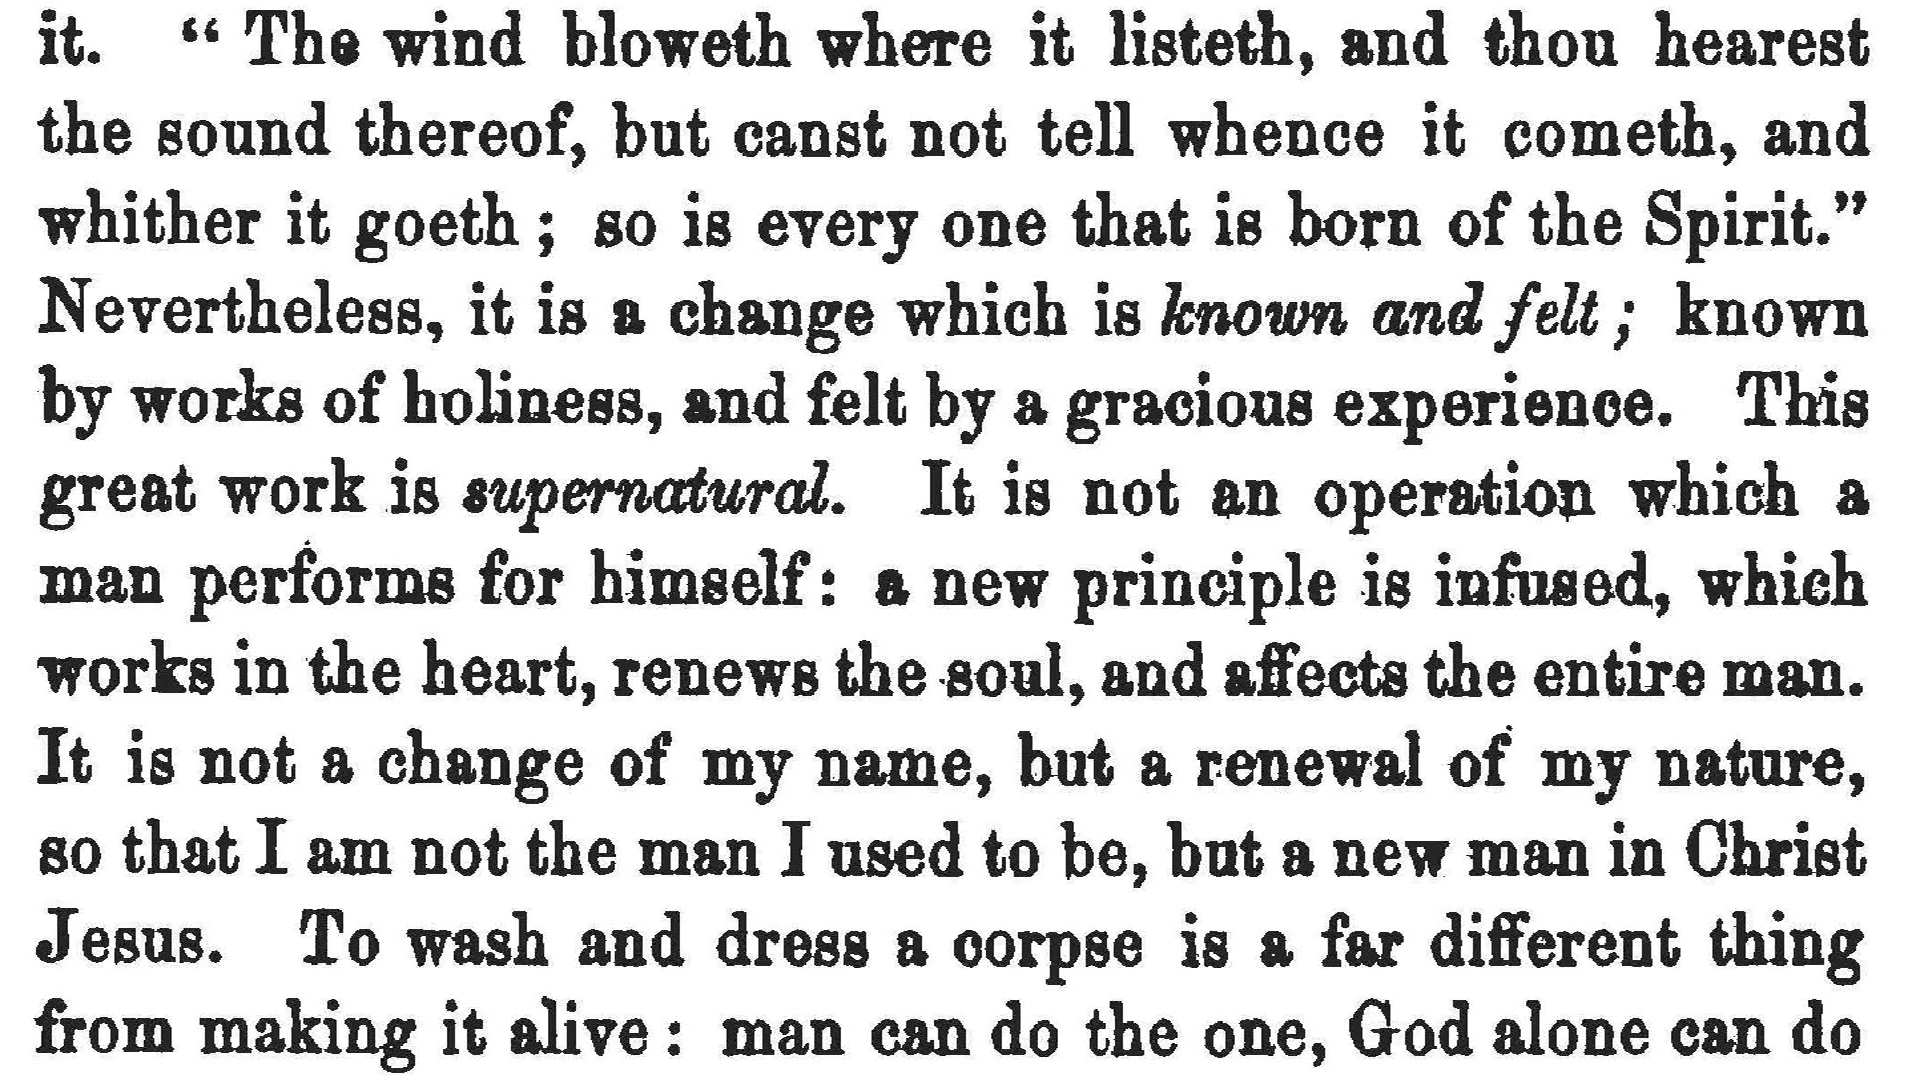 it. “ The wind bloweth where it listeth, and thou hearest
the sound thereof, but canst not tell whence it cometh, and
whither it goeth ; so is every one that is born of the Spirit.”
Nevertheless, it is a change which is known and felt ; known
by works of holiness, and felt by a gracious experience. This
great work is supernatural. It is not an operation which a
man performs for himself : a new principle is infused, which
works in the heart, renews the soul, and affects the entire man.
It is not a change of my name, but a renewal of my nature,
so that I am not the man I used to be, but a new man in Christ
Jesus. To wash and dress a corpse is a far different thing
from making it alive : man can do the one, God alone can do